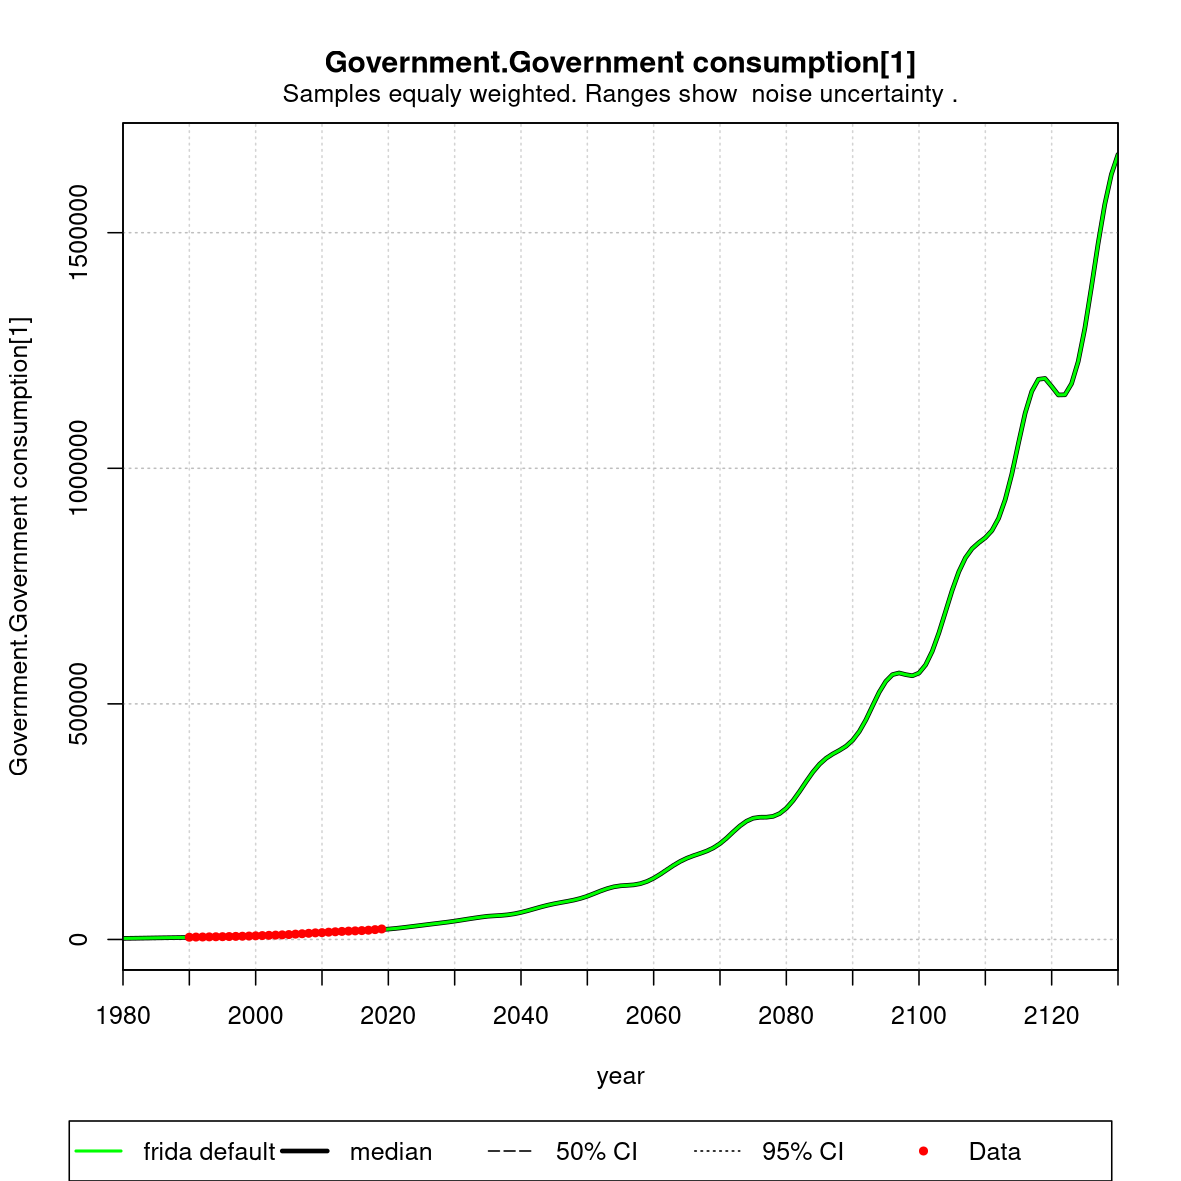 Government.Government consumption[1]
Samples equaly weighted. Ranges show  noise uncertainty .
Government.Government consumption[1]
1500000
1000000
500000
0
1980 2000 2020 2040 2060 2080 2100 2120
year
frida default median 50% CI 95% CI Data